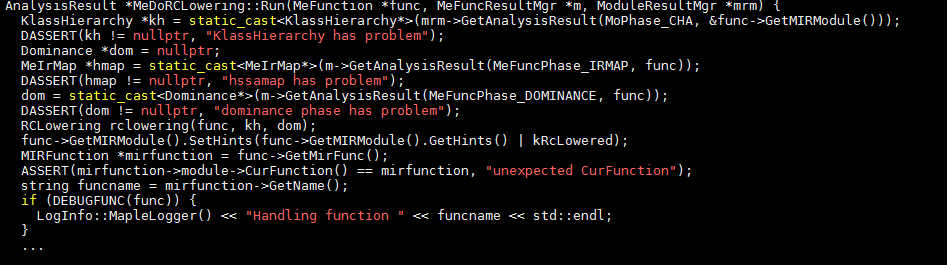 AnalysisResult *MeDoRCLowering::Run(MeFunction *func, MeFuncResultMgr *m, ModuleResultMgr *mrm) {
  KlassHierarchy *kh = static_cast<KlassHierarchy*>(mrm->GetAnalysisResult(MoPhase_CHA, &func->GetMIRModule()));
  DASSERT(kh != nullptr, "KlassHierarchy has problem");
  Dominance *dom = nullptr;
  MeIrMap *hmap = static_cast<MeIrMap*>(m->GetAnalysisResult(MeFuncPhase_IRMAP, func));
  DASSERT(hmap != nullptr, "hssamap has problem");
  dom = static_cast<Dominance*>(m->GetAnalysisResult(MeFuncPhase_DOMINANCE, func));
  DASSERT(dom != nullptr, "dominance phase has problem");
  RCLowering rclowering(func, kh, dom);
  func->GetMIRModule().SetHints(func->GetMIRModule().GetHints() | kRcLowered);
  MIRFunction *mirfunction = func->GetMirFunc();
  ASSERT(mirfunction->module->CurFunction() == mirfunction, "unexpected CurFunction");
  string funcname = mirfunction->GetName();
  if (DEBUGFUNC(func)) {
    LogInfo::MapleLogger() << "Handling function " << funcname << std::endl;
  }
  ...